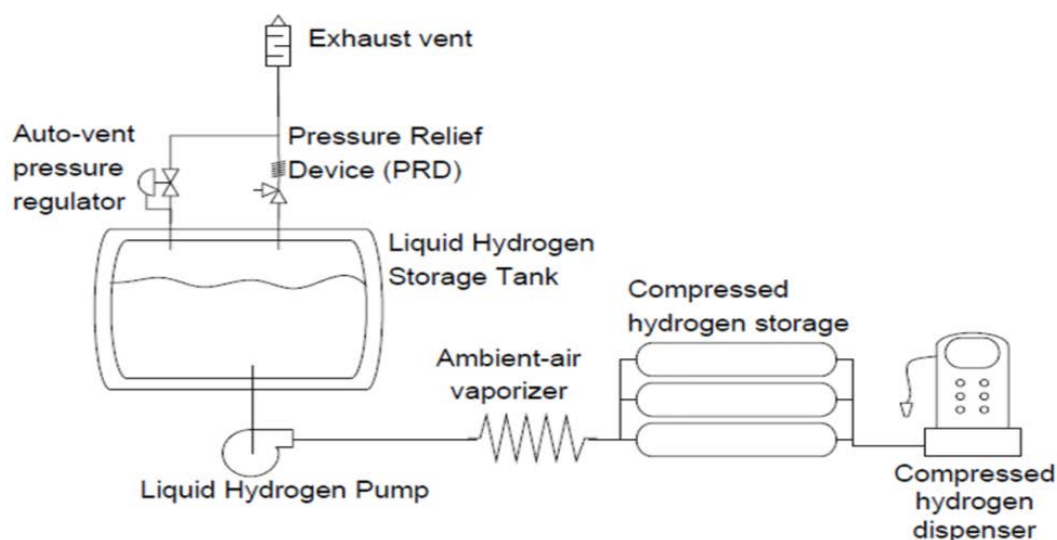 Exhaust vent
Auto-vent
pressure
regulator
Pressure Relief
Device (PRD)
Liquid Hydrogen
Storage Tank
Compressed
hydrogen storage
Ambient-air
vaporizer
Liquid Hydrogen Pump
Compressed
hydrogen
dispenser